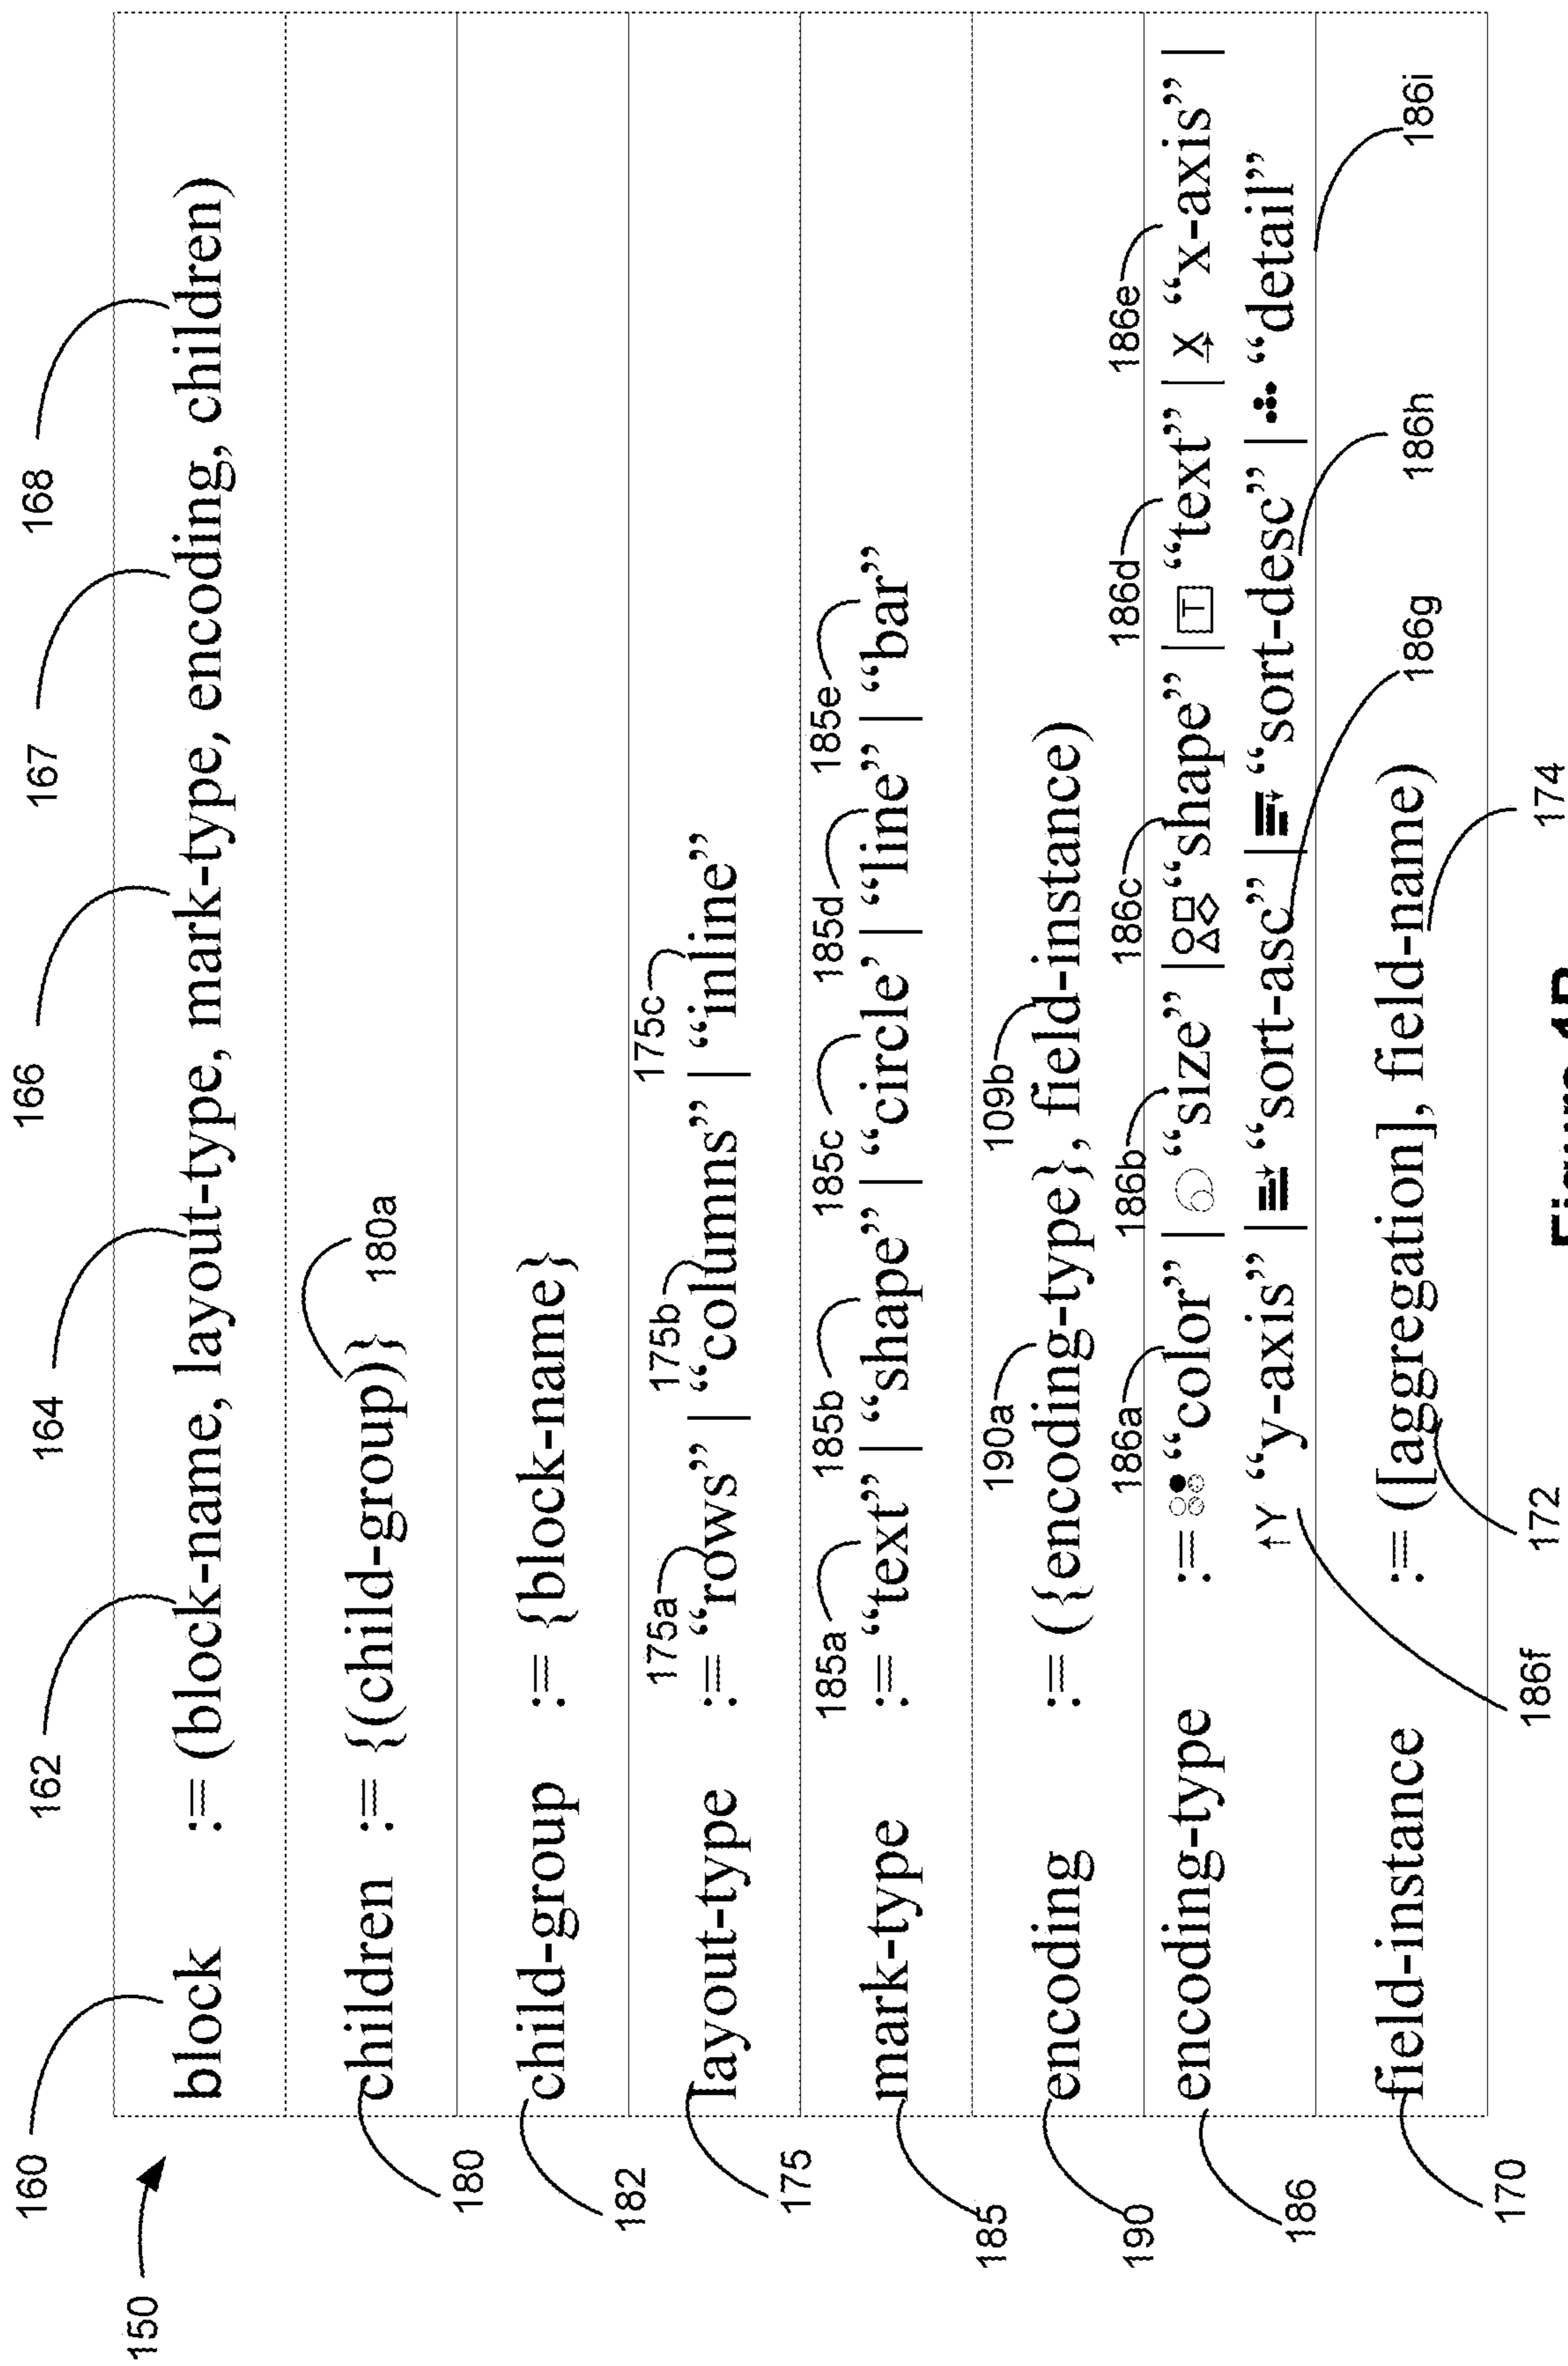 150
160 162 164 166 167 168
block := (block-name, layout-type, mark-type, encoding, children)
180 180a
children := {(child-group)}
182
child-group := {block-name}
175 175a 175b 175c
layout-type := “rows” | “columns” | “inline”
185 185a 185b 185c 185d 185e
mark-type := “text” | “shape” | “circle’ | “line” | “bar”
190 190a 109b
encoding := ({encoding-type}, field-instance)
186 186a 186b 186c 186d 186e
encoding-type := “color” | “size” | “shape” | T “text” | X “x-axis” |
↑Y “y-axis” | “sort-asc” | “sort-desc” | “detail”
186f 186g 186h 186i
field-instance := ([aggregation], field-name)
170 172 174
Figure